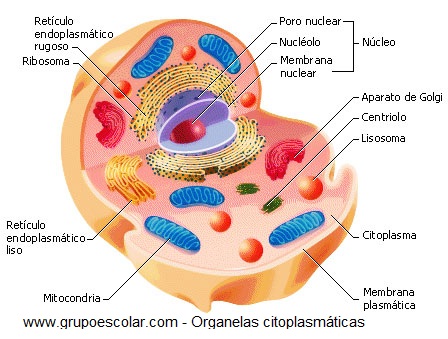 Retículo
endoplasmático
rugoso
Ribosoma
Poro nuclear
Nucléolo
Membrana
nuclear
Núcleo
Aparato de Golgi
Centriolo
Lisosoma
Retículo
endoplasmático
liso
Citoplasma
Mitocondria
Membrana
plasmática
www.grupoescolar.com - Organelas citoplasmáticas